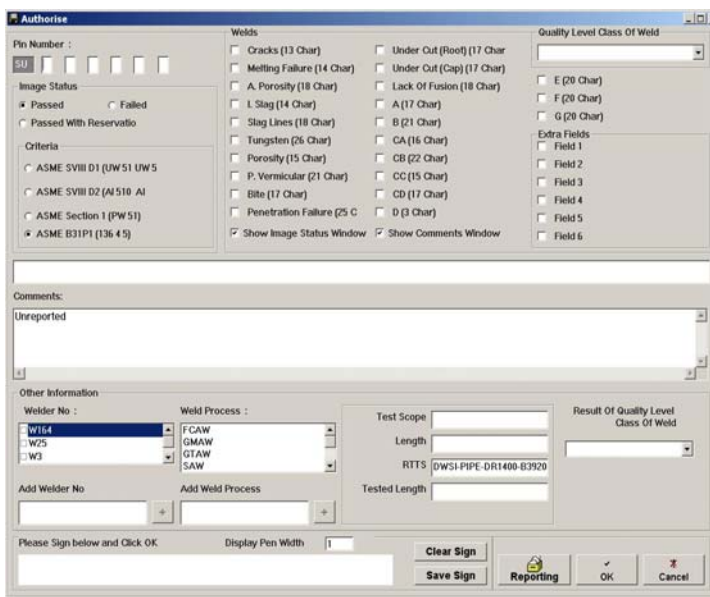 Authorise
Pin Number :
SU
Image Status
Passed
Failed
Passed With Reservatio
Criteria
ASME SVIII D1 (UW 51 UW 5
ASME SVIII D2 (AI 510 AI
ASME Section 1 (PW 51)
ASME B31P1 (136 4 5)
Welds
Cracks (13 Char)
Melting Failure (14 Char)
A. Porosity (18 Char)
I. Slag (14 Char)
Slag Lines (18 Char)
Tungsten (26 Char)
Porosity (15 Char)
P. Vermicular (21 Char)
Bite (17 Char)
Penetration Failure (25 C
Show Image Status Window
Under Cut (Root) (17 Char
Under Cut (Cap) (17 Char)
Lack Of Fusion (18 Char)
A (17 Char)
B (21 Char)
CA (16 Char)
CB (22 Char)
CC (15 Char)
CD (17 Char)
D (3 Char)
Show Comments Window
Quality Level Class Of Weld
E (20 Char)
F (20 Char)
G (20 Char)
Extra Fields
Field 1
Field 2
Field 3
Field 4
Field 5
Field 6
Comments:
Unreported
Other Information
Welder No :
W164
W25
W3
Add Welder No
+
Weld Process :
FCAW
GMAW
GTAW
SAW
Add Weld Process
+
Test Scope
Length
RTTS DWSI-PIPE-DR1400-B3920
Tested Length
Result Of Quality Level
Class Of Weld
Please Sign below and Click OK
Display Pen Width 1
Clear Sign
Save Sign
Reporting
OK
Cancel